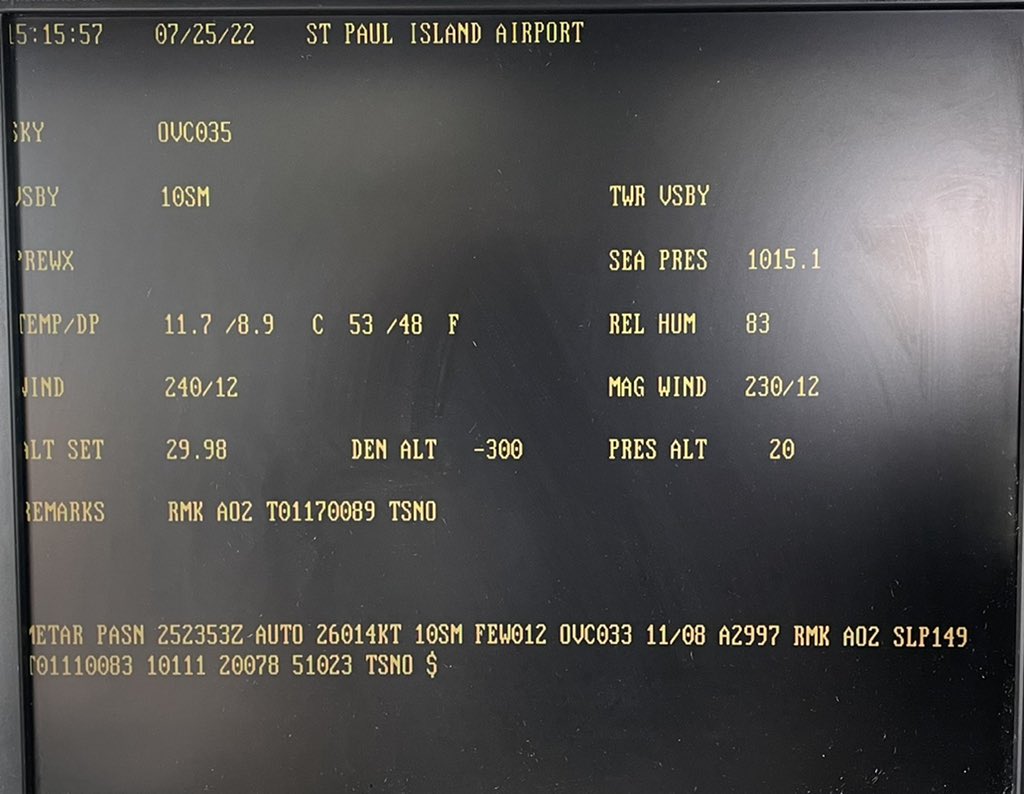 15:15:57 07/25/22 ST PAUL ISLAND AIRPORT
SKY OVC035
VSBY 10SM TWR VSBY
PREWX SEA PRES 1015.1
TEMP/DP 11.7 /8.9 C 53 /48 F REL HUM 83
WIND 240/12 MAG WIND 230/12
ALT SET 29.98 DEN ALT -300 PRES ALT 20
REMARKS RMK AO2 T01170089 TSNO
METAR PASN 252353Z AUTO 26014KT 10SM FEW012 OVC033 11/08 A2997 RMK AO2 SLP149
T01110083 10111 20078 51023 TSNO $